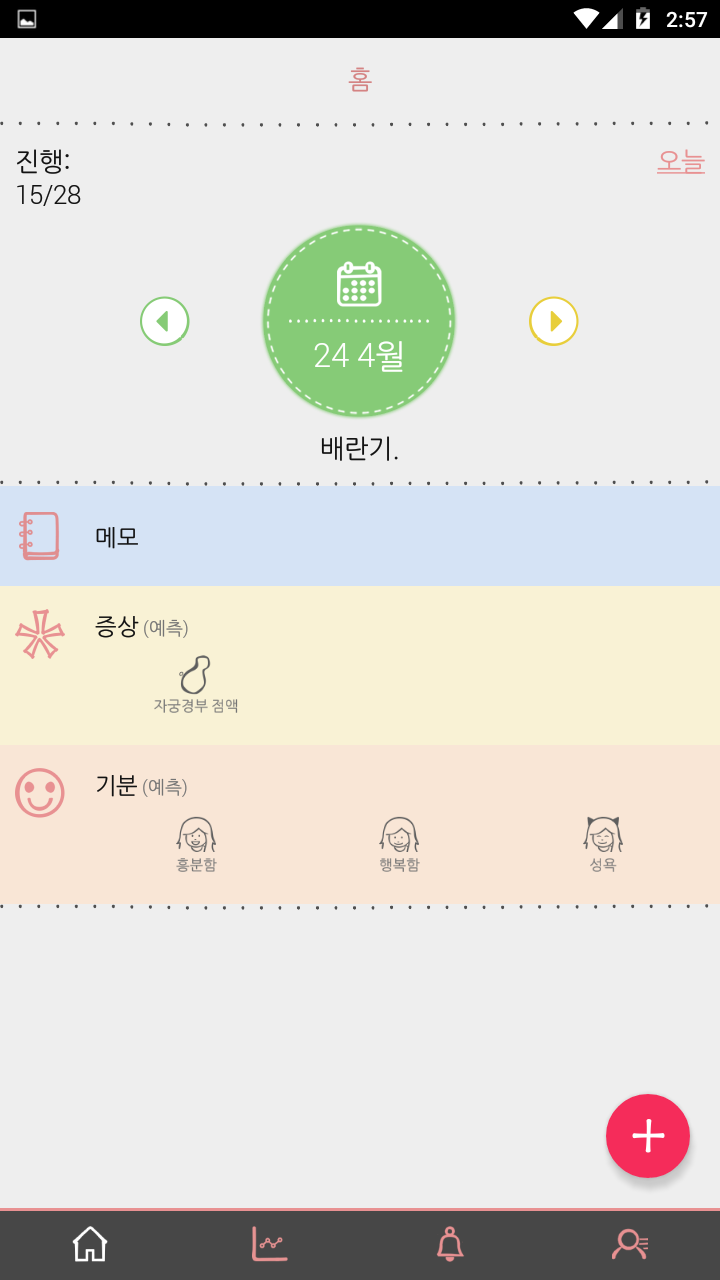 2:57
홈
진행:
오늘
15/28
24 4월
배란기.
메모
증상 (예측)
자궁경부 점액
기분 (예측)
흥분함
행복함
성욕